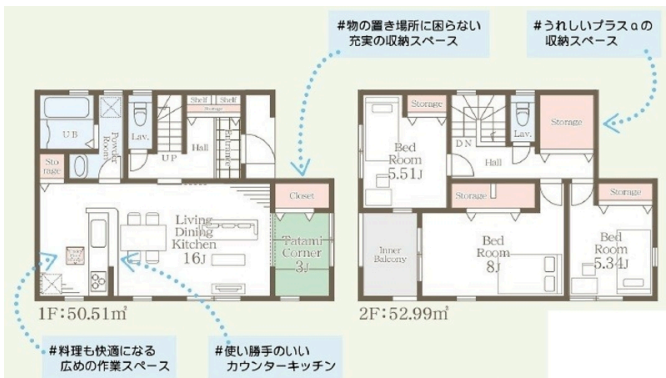 #物の置き場所に困らない
充実の収納スペース
#うれしいプラスαの
収納スペース
UB
Powder
Room
Lav.
UP
Shelf
Shelf
Storage
Hall
Entrance
Sto
rage
Living
Dining
Kitchen
16J
Closet
Tatami
Corner
3J
1F:50.51㎡
Storage
Bed
Room
5.51J
DN
Lav.
Hall
Storage
Storage
Inner
Balcony
Bed
Room
8J
Storage
Bed
Room
5.34J
2F:52.99㎡
#料理も快適になる
広めの作業スペース
#使い勝手のいい
カウンターキッチン